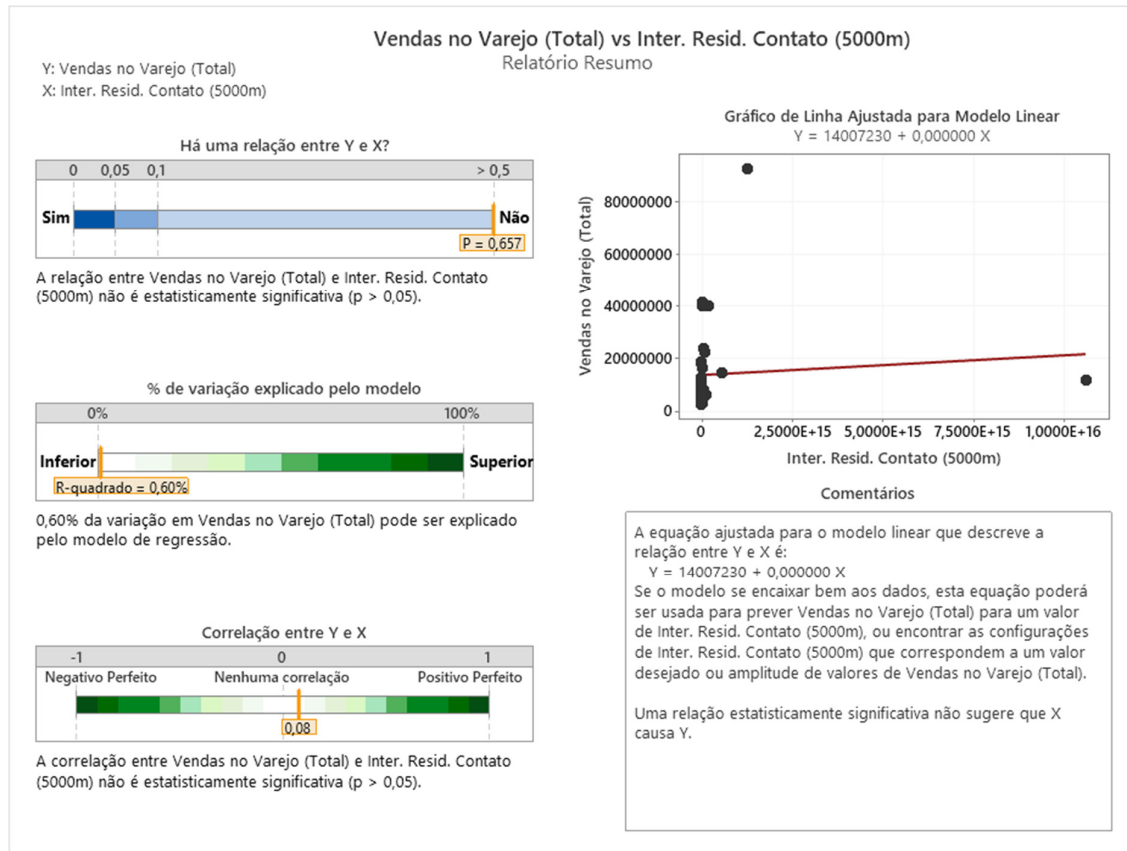 Vendas no Varejo (Total) vs Inter. Resid. Contato (5000m)
Relatório Resumo
Y: Vendas no Varejo (Total)
X: Inter. Resid. Contato (5000m)
Há uma relação entre Y e X?
0 0,05 0,1 > 0,5
Sim Não
P = 0,657
A relação entre Vendas no Varejo (Total) e Inter. Resid. Contato
(5000m) não é estatisticamente significativa (p > 0,05).
% de variação explicado pelo modelo
0% 100%
Inferior Superior
R-quadrado = 0,60%
0,60% da variação em Vendas no Varejo (Total) pode ser explicado
pelo modelo de regressão.
Correlação entre Y e X
-1 0 1
Negativo Perfeito Nenhuma correlação Positivo Perfeito
0,08
A correlação entre Vendas no Varejo (Total) e Inter. Resid. Contato
(5000m) não é estatisticamente significativa (p > 0,05).
Gráfico de Linha Ajustada para Modelo Linear
Y = 14007230 + 0,000000 X
Vendas no Varejo (Total)
80000000
60000000
40000000
20000000
0
0 2,5000E+15 5,0000E+15 7,5000E+15 1,0000E+16
Inter. Resid. Contato (5000m)
Comentários
A equação ajustada para o modelo linear que descreve a
relação entre Y e X é:
Y = 14007230 + 0,000000 X
Se o modelo se encaixar bem aos dados, esta equação poderá
ser usada para prever Vendas no Varejo (Total) para um valor
de Inter. Resid. Contato (5000m), ou encontrar as configurações
de Inter. Resid. Contato (5000m) que correspondem a um valor
desejado ou amplitude de valores de Vendas no Varejo (Total).
Uma relação estatisticamente significativa não sugere que X
causa Y.